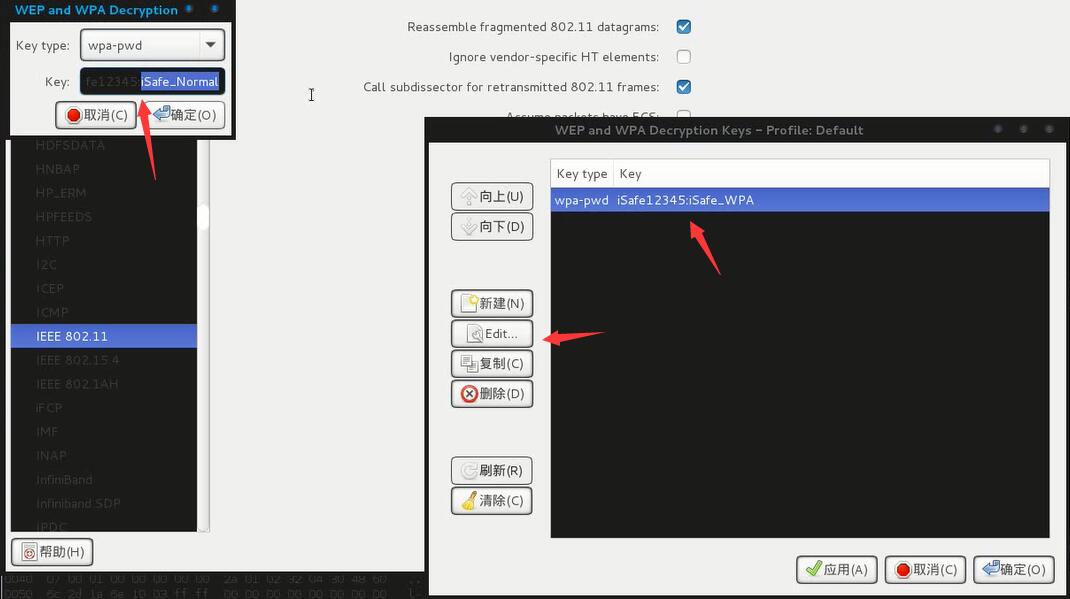 WEP and WPA Decryption
Key type: wpa-pwd
Key: fe12345:iSafe_Normal
取消(C) 确定(O)
Reassemble fragmented 802.11 datagrams:
Ignore vendor-specific HT elements:
Call subdissector for retransmitted 802.11 frames:
Assume packets have FCS:
HDFSDATA
HNBAP
HP_ERM
HPFEEDS
HTTP
I2C
ICEP
ICMP
IEEE 802.11
IEEE 802.15.4
IEEE 802.1AH
iFCP
IMF
INAP
InfiniBand
Infiniband SDP
IPDC
帮助(H)
WEP and WPA Decryption Keys - Profile: Default
向上(U)
向下(D)
新建(N)
Edit...
复制(C)
删除(D)
刷新(R)
清除(C)
Key type Key
wpa-pwd iSafe12345:iSafe_WPA
应用(A) 取消(C) 确定(O)